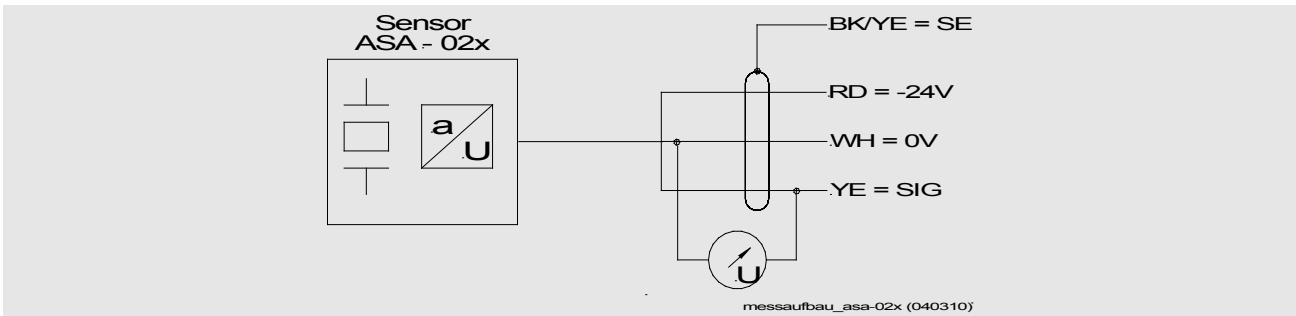 Sensor
ASA - 02x
a
U
BK/YE = SE
RD = -24V
WH = 0V
YE = SIG
U
messaufbau_asa-02x (040310)